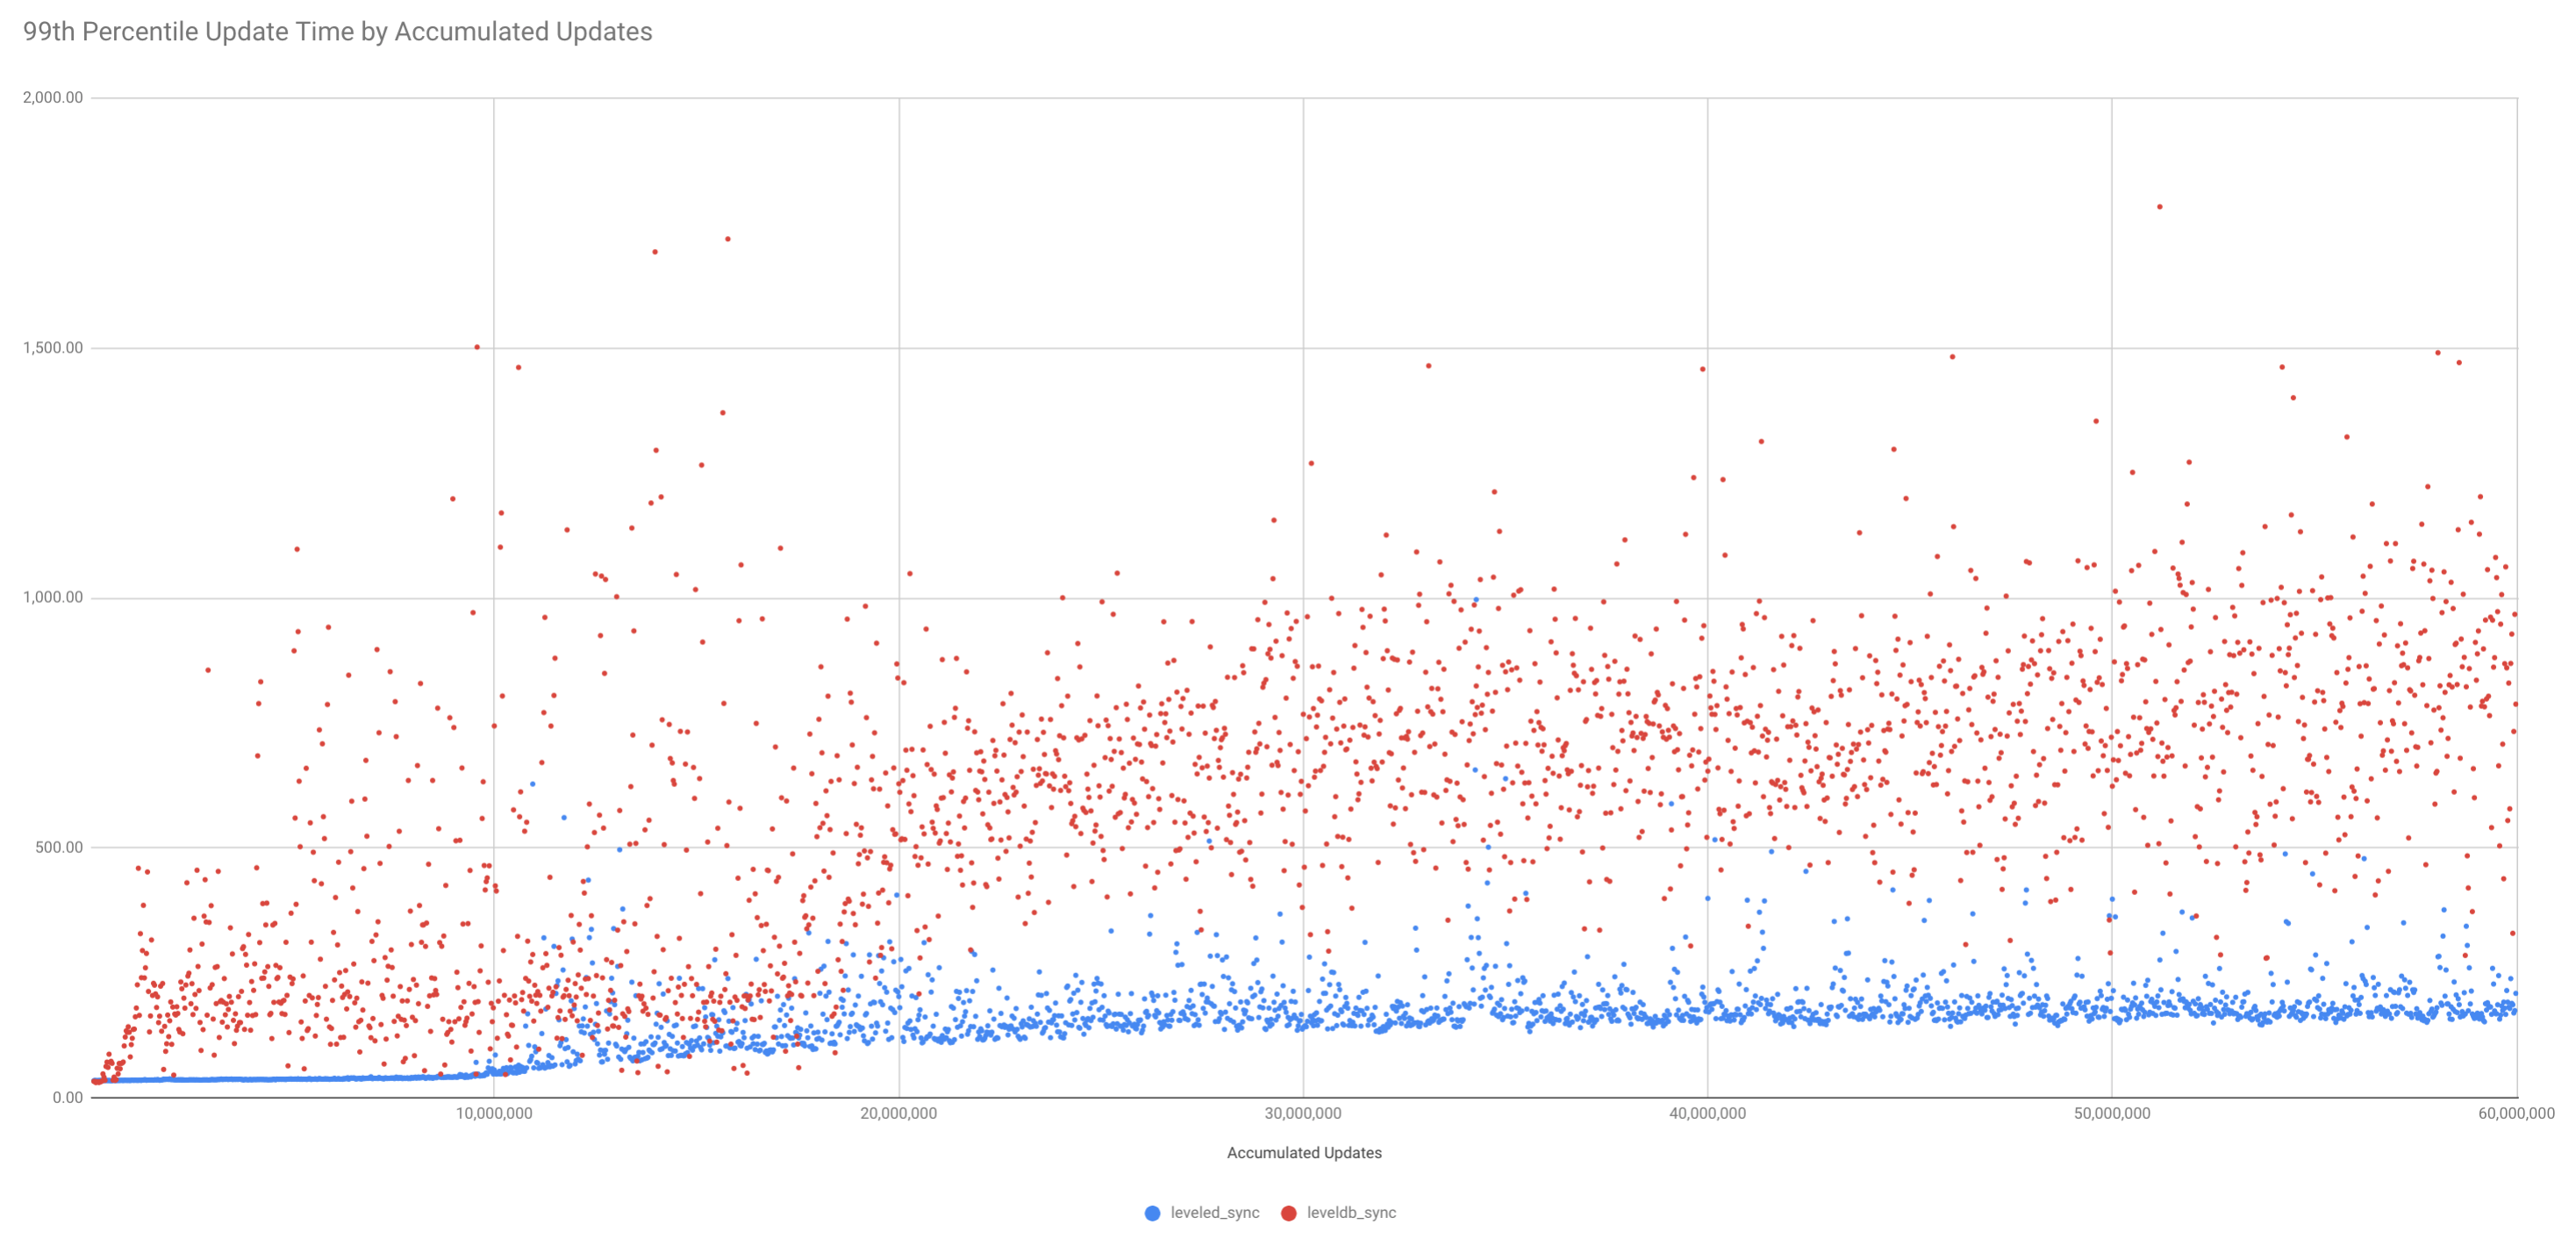 99th Percentile Update Time by Accumulated Updates
2,000.00
1,500.00
1,000.00
500.00
0.00
10,000,000 20,000,000 30,000,000 40,000,000 50,000,000 60,000,000
Accumulated Updates
leveled_sync leveldb_sync